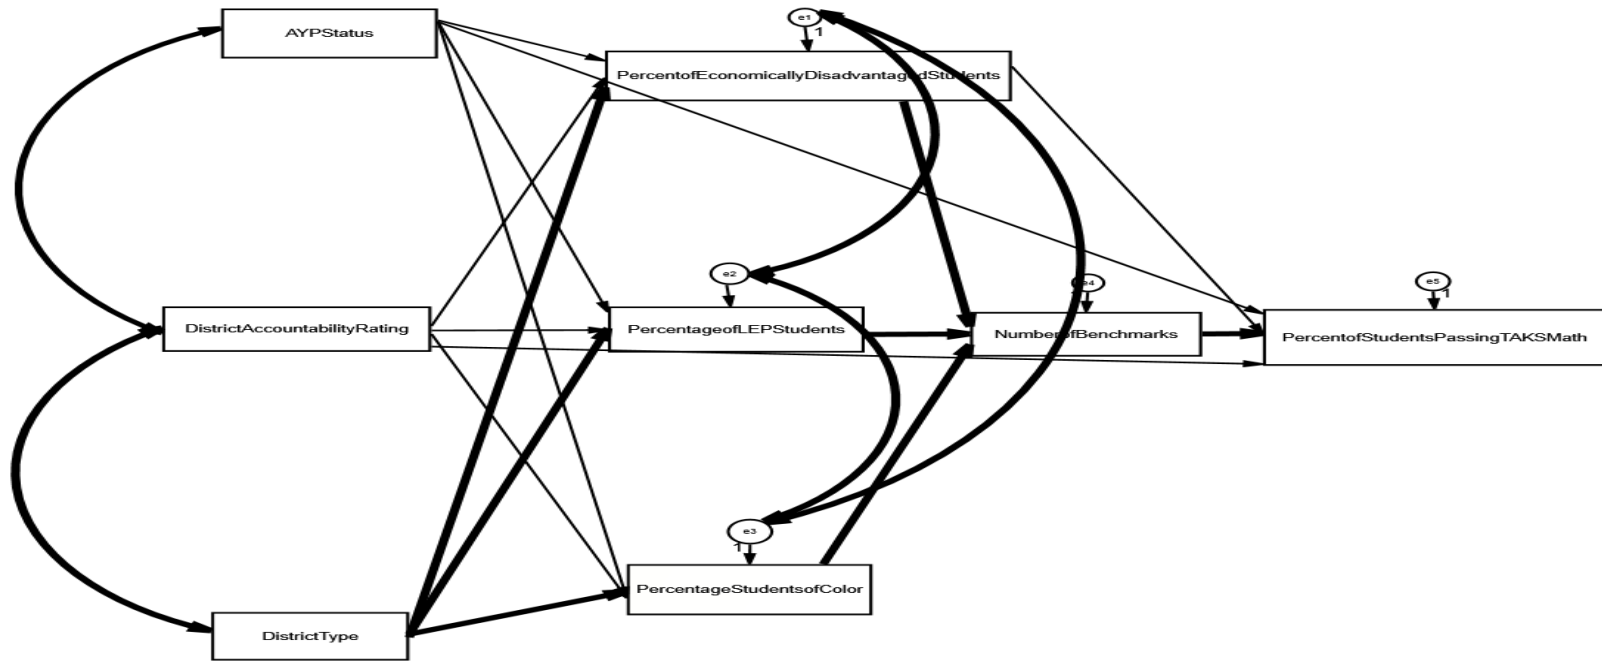 AYPStatus
e1
1
PercentofEconomicallyDisadvantagedStudents
e2
e4
e5
1
DistrictAccountabilityRating
PercentageofLEPStudents
NumberofBenchmarks
PercentofStudentsPassingTAKSMath
e3
1
PercentageStudentsofColor
DistrictType